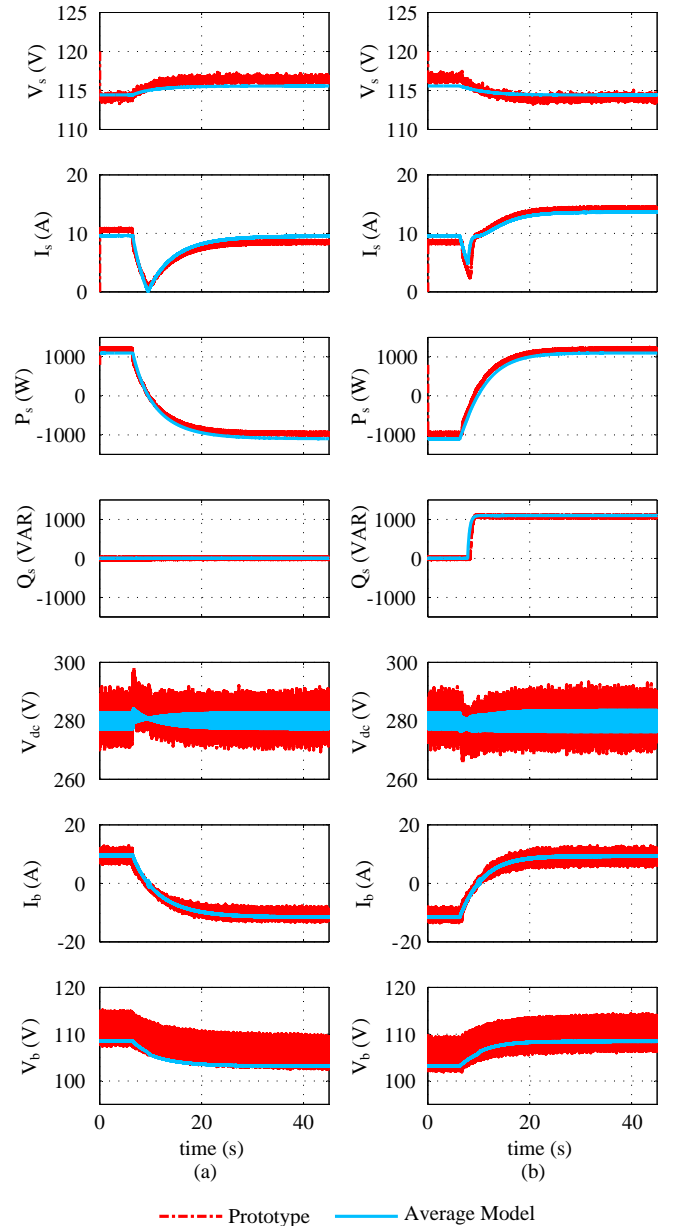 125
120
115
110
V_s (V)
125
120
115
110
V_s (V)
20
10
0
I_s (A)
20
10
0
I_s (A)
1000
0
-1000
P_s (W)
1000
0
-1000
P_s (W)
1000
0
-1000
Q_s (VAR)
1000
0
-1000
Q_s (VAR)
300
280
260
V_dc (V)
300
280
260
V_dc (V)
20
0
-20
I_b (A)
20
0
-20
I_b (A)
120
110
100
V_b (V)
0 20 40
time (s)
(a)
120
110
100
V_b (V)
0 20 40
time (s)
(b)
Prototype Average Model